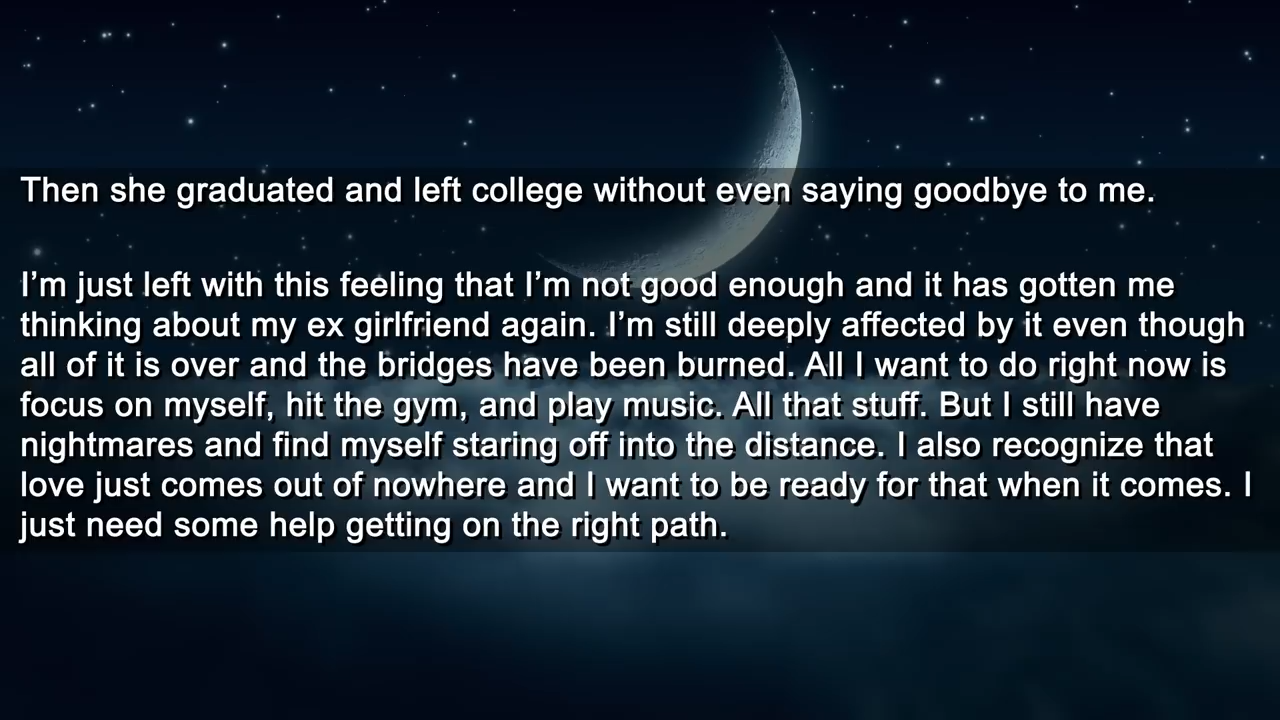 Then she graduated and left college without even saying goodbye to me.
I’m just left with this feeling that I’m not good enough and it has gotten me
thinking about my ex girlfriend again. I’m still deeply affected by it even though
all of it is over and the bridges have been burned. All I want to do right now is
focus on myself, hit the gym, and play music. All that stuff. But I still have
nightmares and find myself staring off into the distance. I also recognize that
love just comes out of nowhere and I want to be ready for that when it comes. I
just need some help getting on the right path.